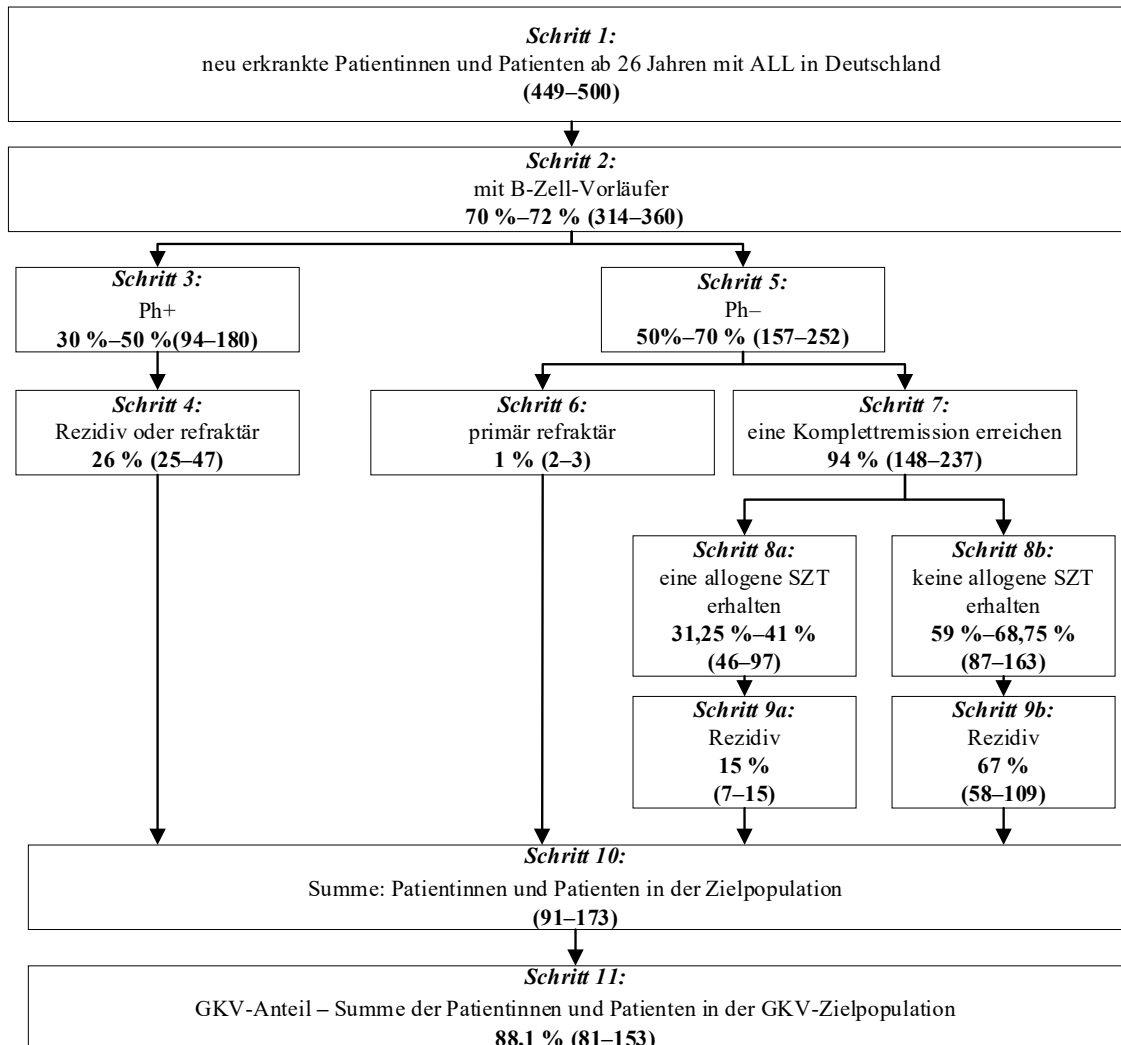 Schritt 1:
neu erkrankte Patientinnen und Patienten ab 26 Jahren mit ALL in Deutschland
(449–500)
Schritt 2:
mit B-Zell-Vorläufer
70 %–72 % (314–360)
Schritt 3:
Ph+
30 %–50 %(94–180)
Schritt 5:
Ph–
50%–70 % (157–252)
Schritt 4:
Rezidiv oder refraktär
26 % (25–47)
Schritt 6:
primär refraktär
1 % (2–3)
Schritt 7:
eine Komplettremission erreichen
94 % (148–237)
Schritt 8a:
eine allogene SZT
erhalten
31,25 %–41 %
(46–97)
Schritt 8b:
keine allogene SZT
erhalten
59 %–68,75 %
(87–163)
Schritt 9a:
Rezidiv
15 %
(7–15)
Schritt 9b:
Rezidiv
67 %
(58–109)
Schritt 10:
Summe: Patientinnen und Patienten in der Zielpopulation
(91–173)
Schritt 11:
GKV-Anteil – Summe der Patientinnen und Patienten in der GKV-Zielpopulation
88,1 % (81–153)